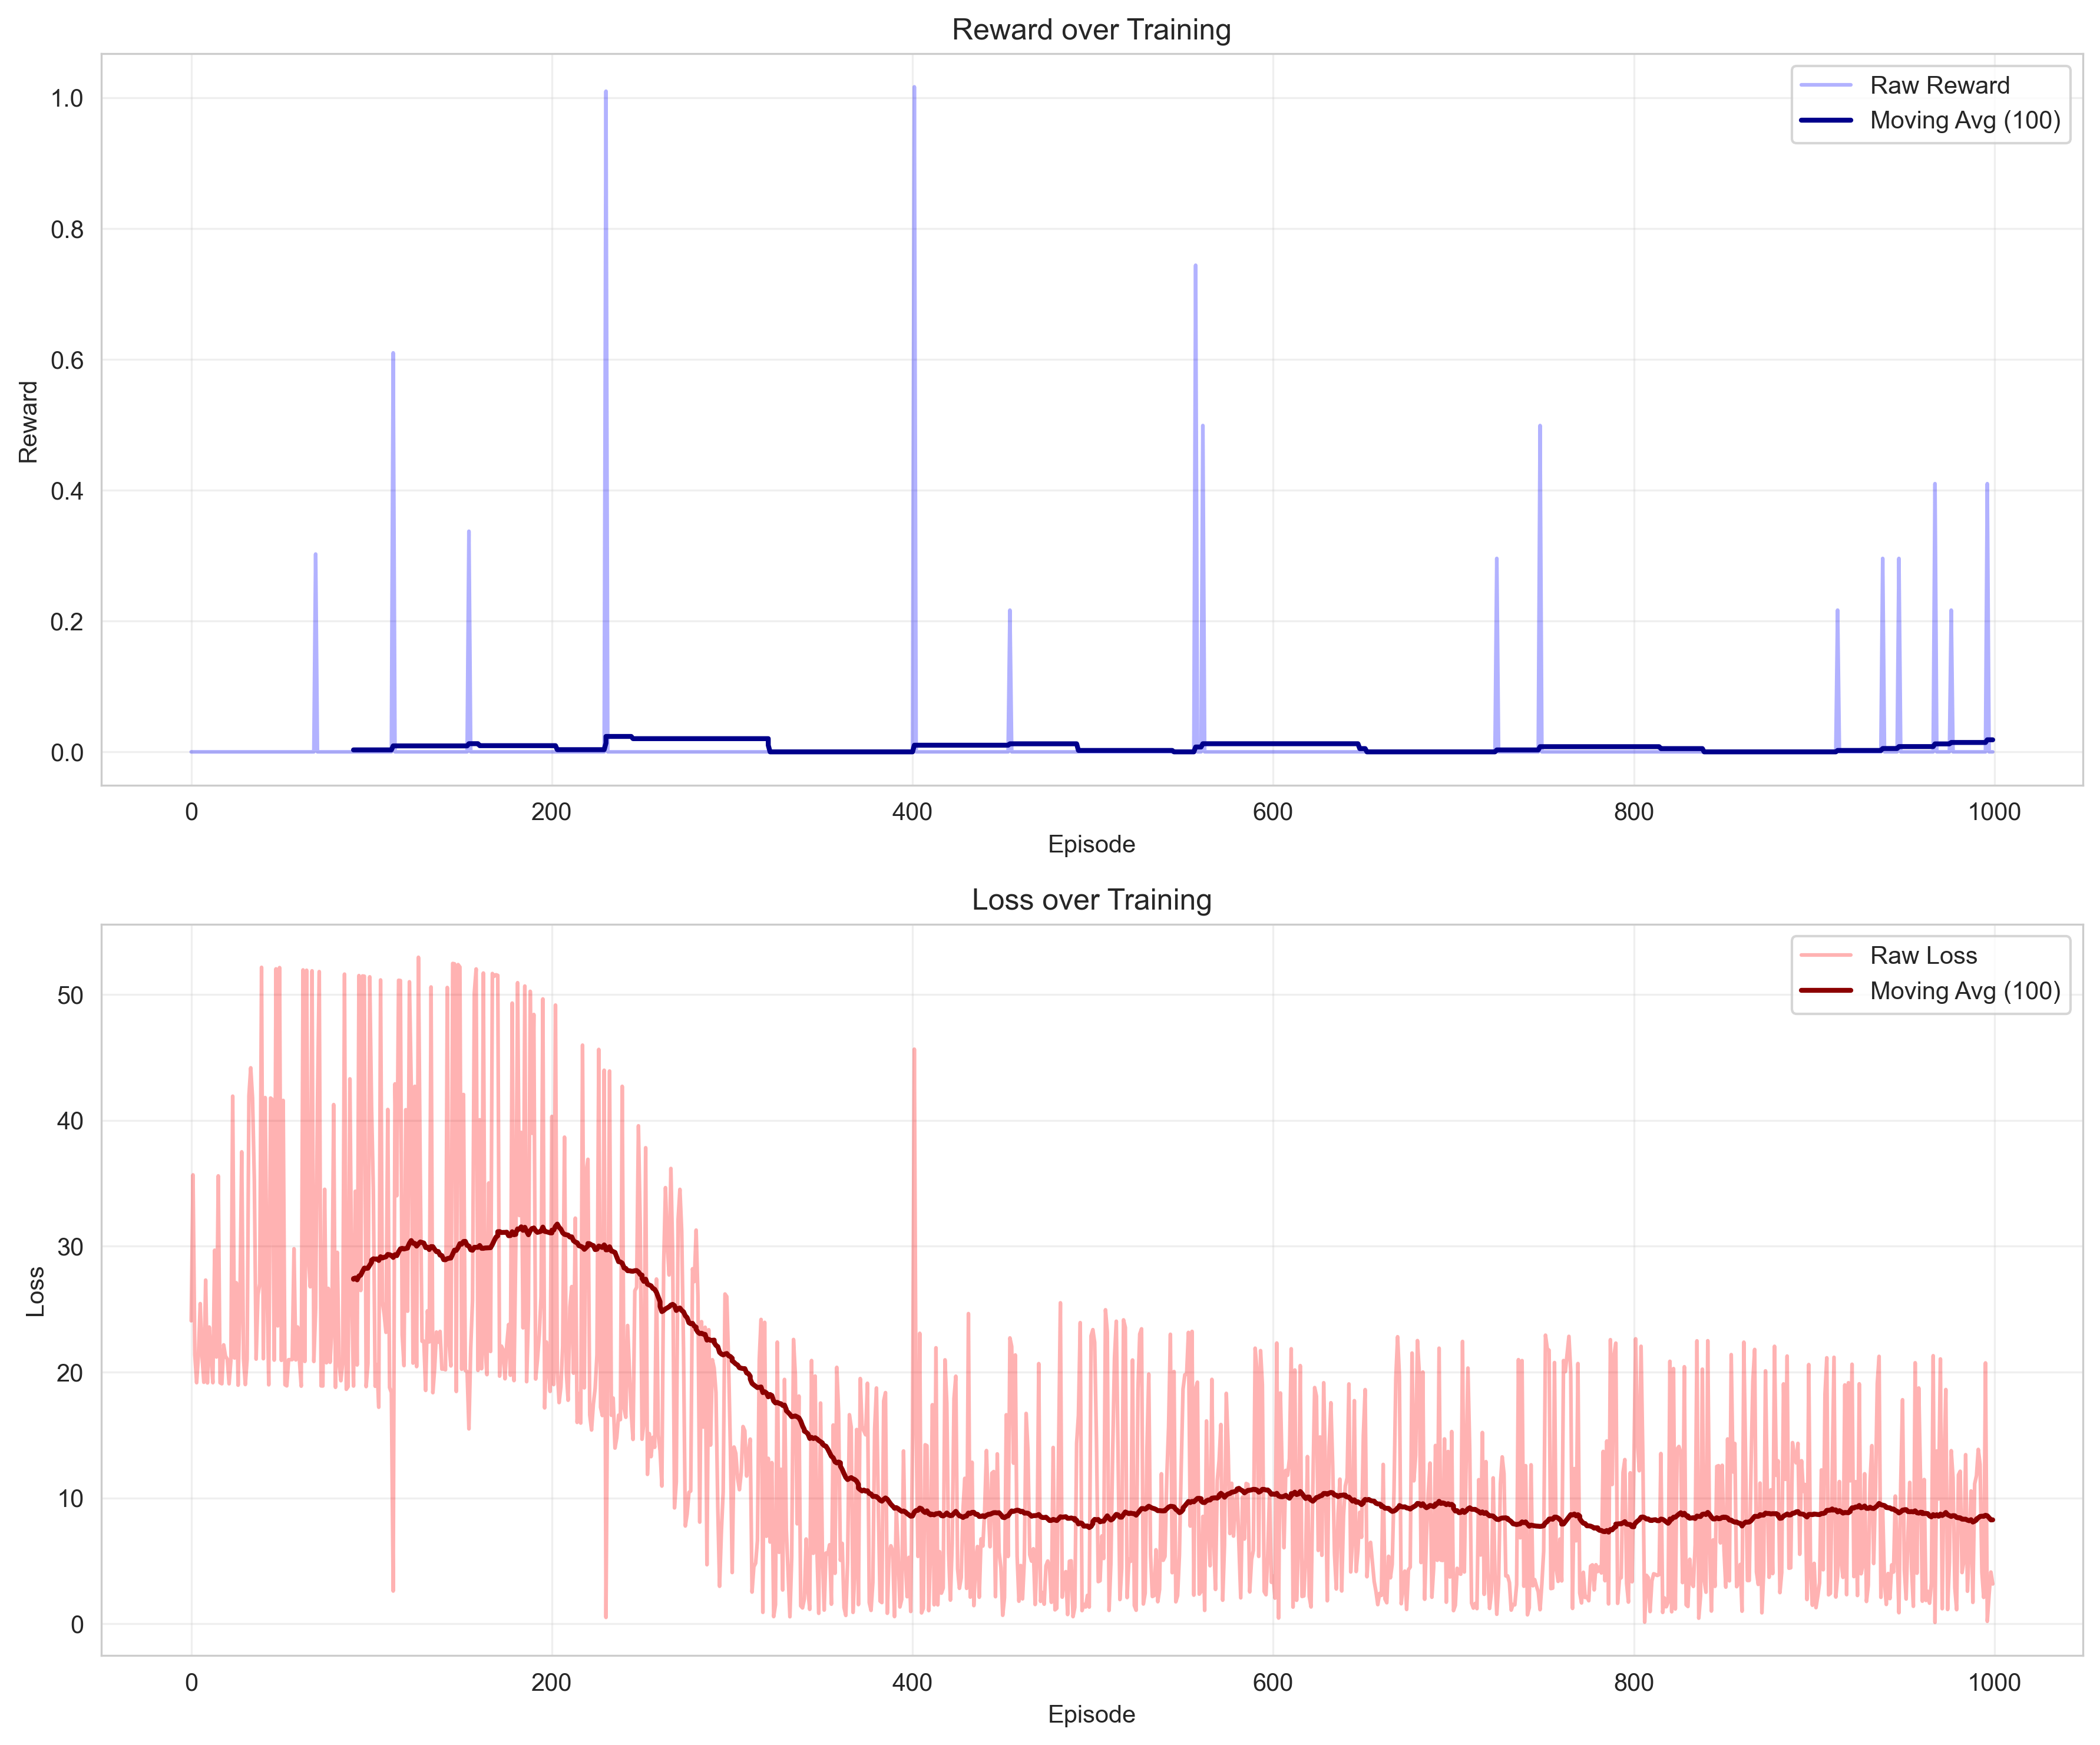 Reward over Training
Raw Reward
Moving Avg (100)
Reward
1.0
0.8
0.6
0.4
0.2
0.0
0 200 400 600 800 1000
Episode
Loss over Training
Raw Loss
Moving Avg (100)
Loss
50
40
30
20
10
0
0 200 400 600 800 1000
Episode